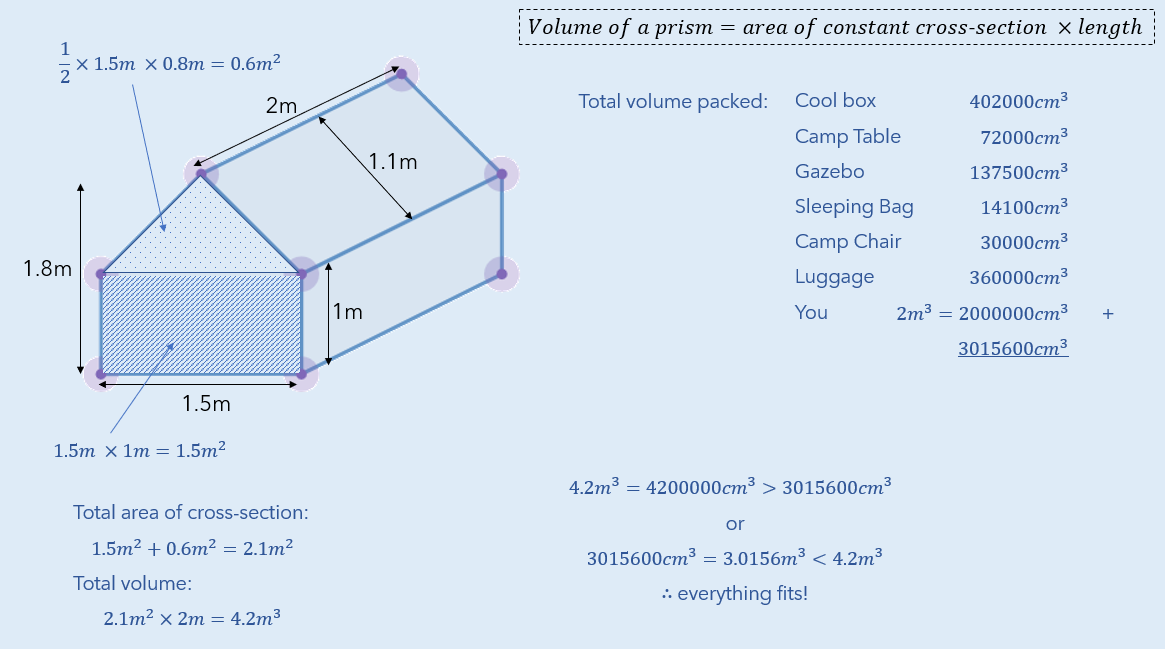 Volume of a prism = area of constant cross-section × length
1/2 × 1.5m × 0.8m = 0.6m²
2m
1.1m
1.8m
1m
1.5m
1.5m × 1m = 1.5m²
Total area of cross-section:
1.5m² + 0.6m² = 2.1m²
Total volume:
2.1m² × 2m = 4.2m³
Total volume packed:
Cool box 402000cm³
Camp Table 72000cm³
Gazebo 137500cm³
Sleeping Bag 14100cm³
Camp Chair 30000cm³
Luggage 360000cm³
You 2m³ = 2000000cm³ +
3015600cm³
4.2m³ = 4200000cm³ > 3015600cm³
or
3015600cm³ = 3.0156m³ < 4.2m³
∴ everything fits!